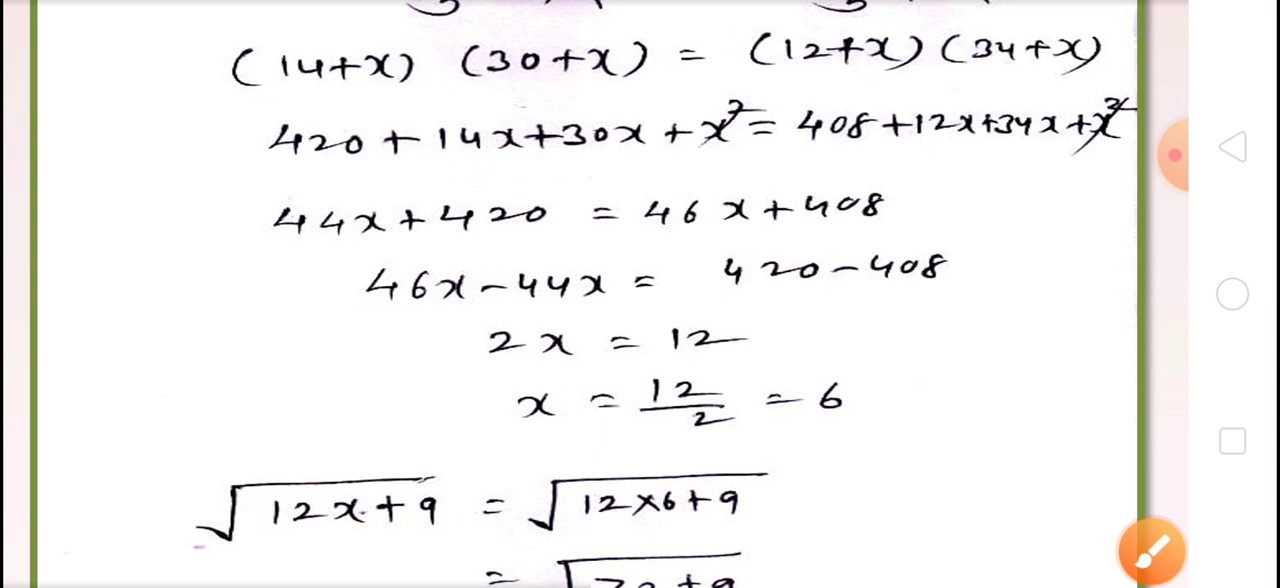 (14+x) (30+x) = (12+x) (34+x)
420 + 14x+30x + x² = 408+12x+34x+x²
44x+420 = 46x+408
46x-44x = 420-408
2x = 12
x = 12/2 = 6
√12x+9 = √12×6+9